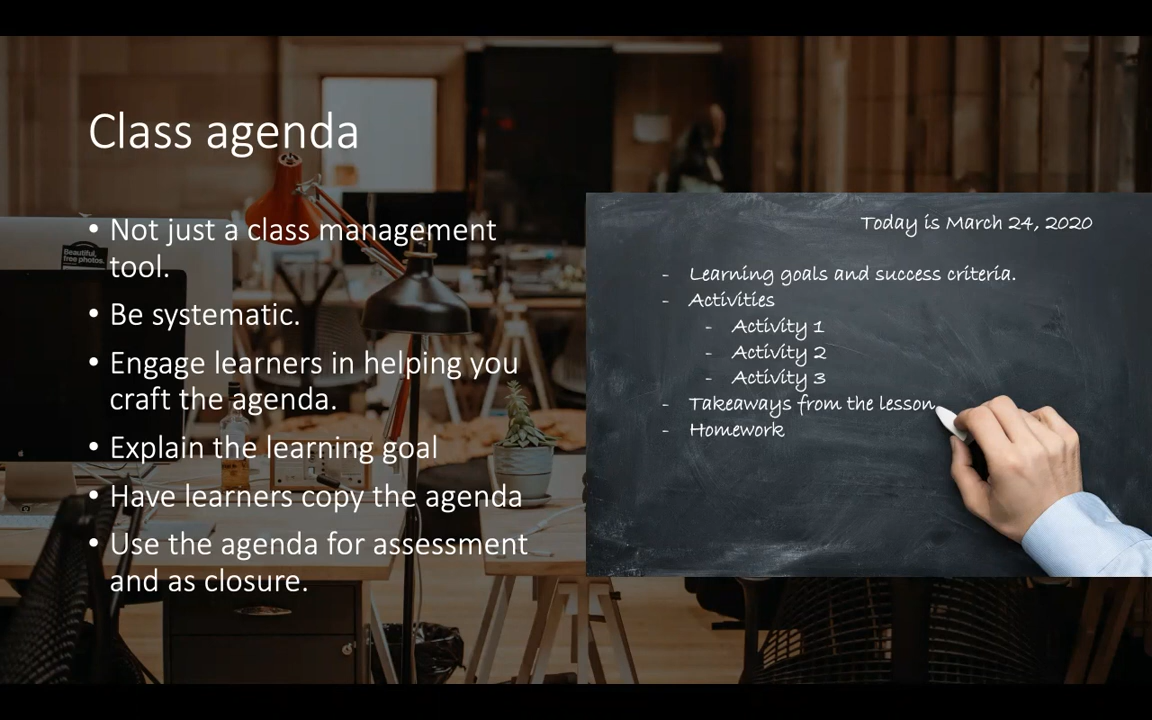 Class agenda
• Not just a class management
tool.
• Be systematic.
• Engage learners in helping you
craft the agenda.
• Explain the learning goal
• Have learners copy the agenda
• Use the agenda for assessment
and as closure.
Beautiful,
free photos.
Today is March 24, 2020
- Learning goals and success criteria.
- Activities
- Activity 1
- Activity 2
- Activity 3
- Takeaways from the lesson.
- Homework